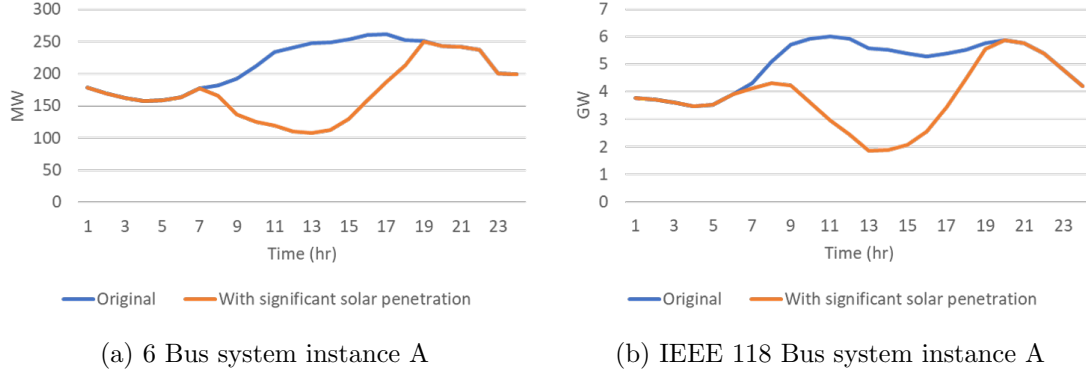 300
250
200
150
100
50
0
MW
1 3 5 7 9 11 13 15 17 19 21 23
Time (hr)
Original With significant solar penetration
(a) 6 Bus system instance A
7
6
5
4
3
2
1
0
GW
1 3 5 7 9 11 13 15 17 19 21 23
Time (hr)
Original With significant solar penetration
(b) IEEE 118 Bus system instance A